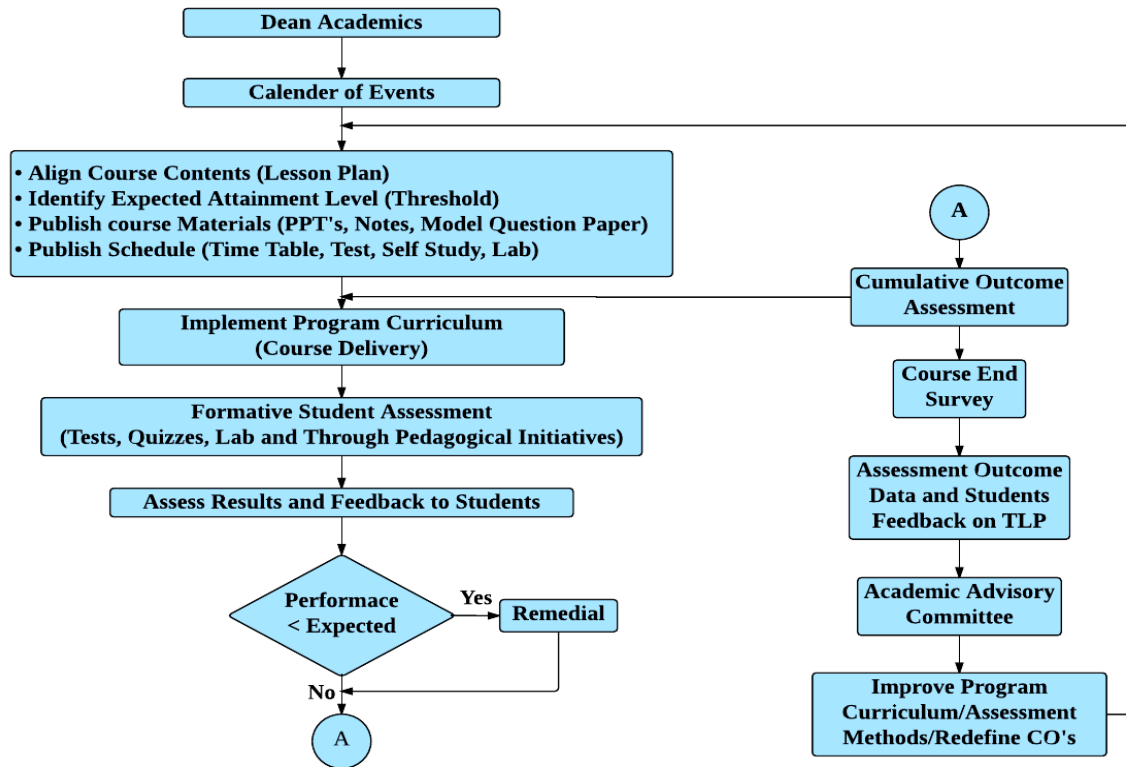 Dean Academics
Calender of Events
• Align Course Contents (Lesson Plan)
• Identify Expected Attainment Level (Threshold)
• Publish course Materials (PPT's, Notes, Model Question Paper)
• Publish Schedule (Time Table, Test, Self Study, Lab)
Implement Program Curriculum
(Course Delivery)
Formative Student Assessment
(Tests, Quizzes, Lab and Through Pedagogical Initiatives)
Assess Results and Feedback to Students
Performace
< Expected
Yes
Remedial
No
A
A
Cumulative Outcome
Assessment
Course End
Survey
Assessment Outcome
Data and Students
Feedback on TLP
Academic Advisory
Committee
Improve Program
Curriculum/Assessment
Methods/Redefine CO's